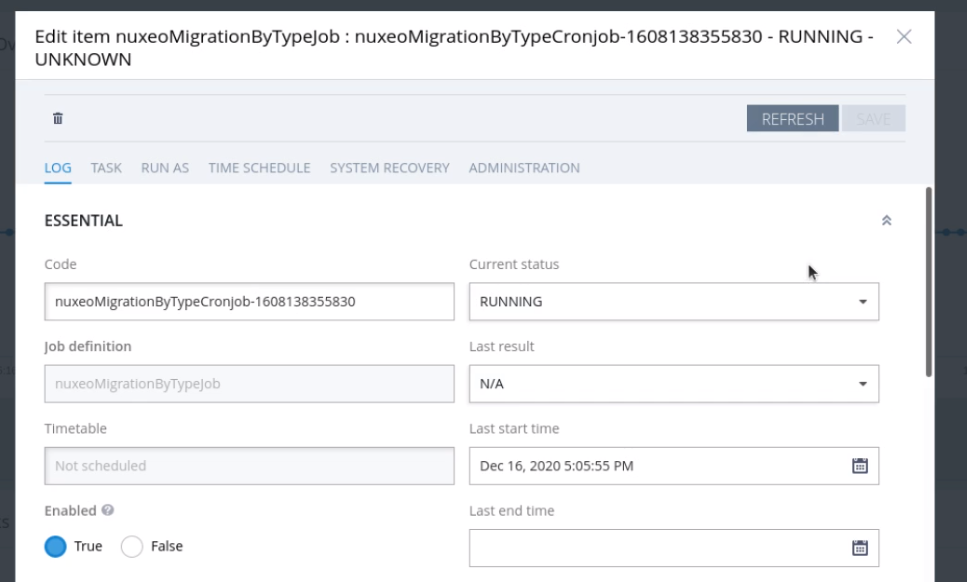 Edit item nuxeoMigrationByTypeJob : nuxeoMigrationByTypeCronjob-1608138355830 - RUNNING -
UNKNOWN
REFRESH SAVE
LOG TASK RUN AS TIME SCHEDULE SYSTEM RECOVERY ADMINISTRATION
ESSENTIAL
Code Current status
nuxeoMigrationByTypeCronjob-1608138355830 RUNNING
Job definition Last result
nuxeoMigrationByTypeJob N/A
Timetable Last start time
Not scheduled Dec 16, 2020 5:05:55 PM
Enabled ? Last end time
True False